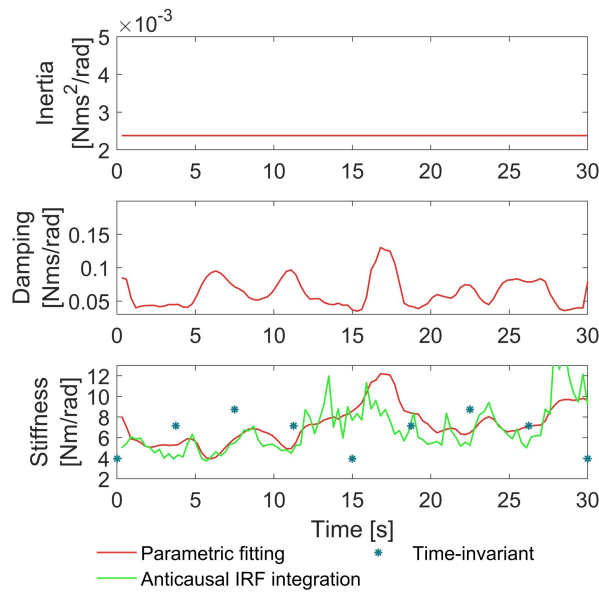 ×10⁻³
Inertia
[Nms²/rad]
5
4
3
2
0 5 10 15 20 25 30
Damping
[Nms/rad]
0.15
0.1
0.05
0 5 10 15 20 25 30
Stiffness
[Nm/rad]
12
10
8
6
4
2
0 5 10 15 20 25 30
Time [s]
Parametric fitting
Time-invariant
Anticausal IRF integration